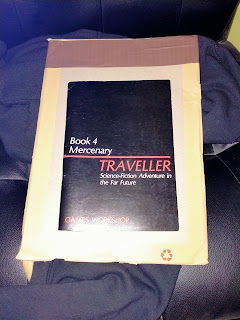 Book 4
Mercenary
TRAVELLER
Science-Fiction Adventure in
the Far Future
GAMES WORKSHOP